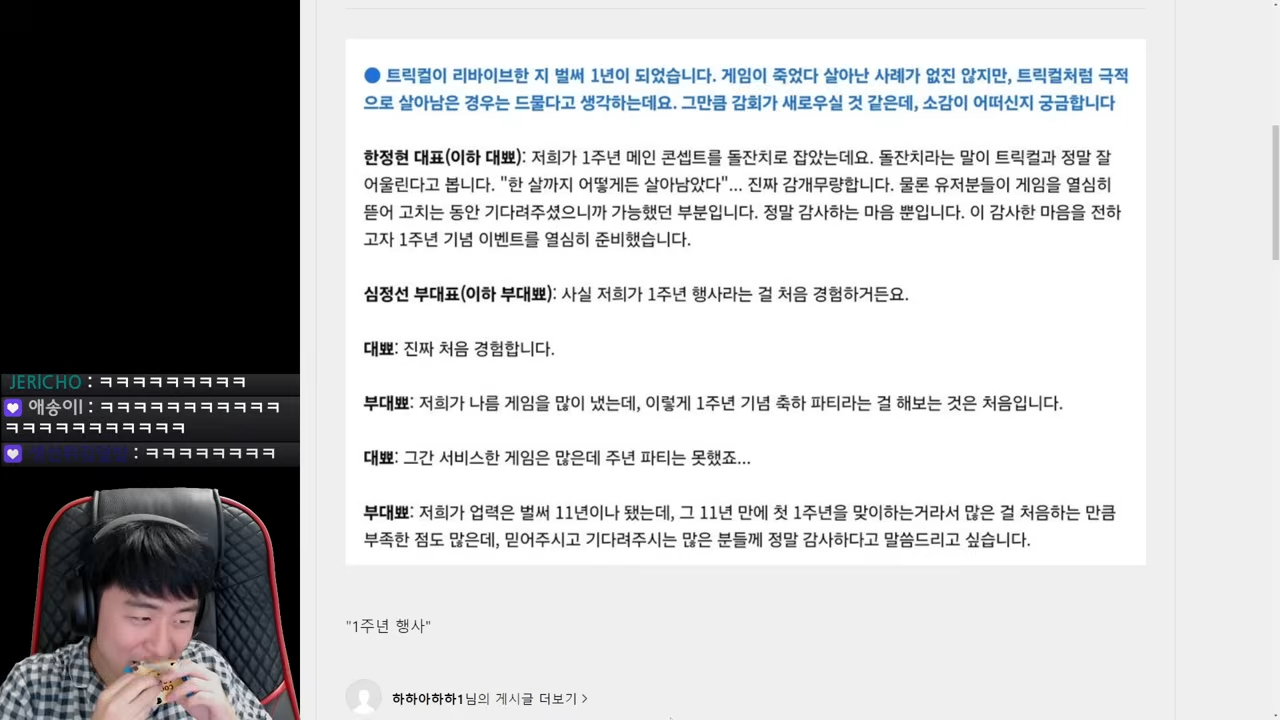 ● 트릭컬이 리바이브한 지 벌써 1년이 되었습니다. 게임이 죽었다 살아난 사례가 없진 않지만, 트릭컬처럼 극적
으로 살아남은 경우는 드물다고 생각하는데요. 그만큼 감회가 새로우실 것 같은데, 소감이 어떠신지 궁금합니다
한정현 대표(이하 대뾰): 저희가 1주년 메인 콘셉트를 돌잔치로 잡았는데요. 돌잔치라는 말이 트릭컬과 정말 잘
어울린다고 봅니다. "한 살까지 어떻게든 살아남았다"... 진짜 감개무량합니다. 물론 유저분들이 게임을 열심히
뜯어 고치는 동안 기다려주셨으니까 가능했던 부분입니다. 정말 감사하는 마음 뿐입니다. 이 감사한 마음을 전하
고자 1주년 기념 이벤트를 열심히 준비했습니다.
심정선 부대표(이하 부대뾰): 사실 저희가 1주년 행사라는 걸 처음 경험하거든요.
대뾰: 진짜 처음 경험합니다.
부대뾰: 저희가 나름 게임을 많이 냈는데, 이렇게 1주년 기념 축하 파티라는 걸 해보는 것은 처음입니다.
대뾰: 그간 서비스한 게임은 많은데 주년 파티는 못했죠...
부대뾰: 저희가 업력은 벌써 11년이나 됐는데, 그 11년 만에 첫 1주년을 맞이하는거라서 많은 걸 처음하는 만큼
부족한 점도 많은데, 믿어주시고 기다려주시는 많은 분들께 정말 감사하다고 말씀드리고 싶습니다.
"1주년 행사"
하하아하하1님의 게시글 더보기 >
JERICHO : ㅋㅋㅋㅋㅋㅋㅋㅋㅋ
애송이l : ㅋㅋㅋㅋㅋㅋㅋㅋㅋㅋㅋ
ㅋㅋㅋㅋㅋㅋㅋㅋㅋㅋㅋ
: ㅋㅋㅋㅋㅋㅋㅋㅋ